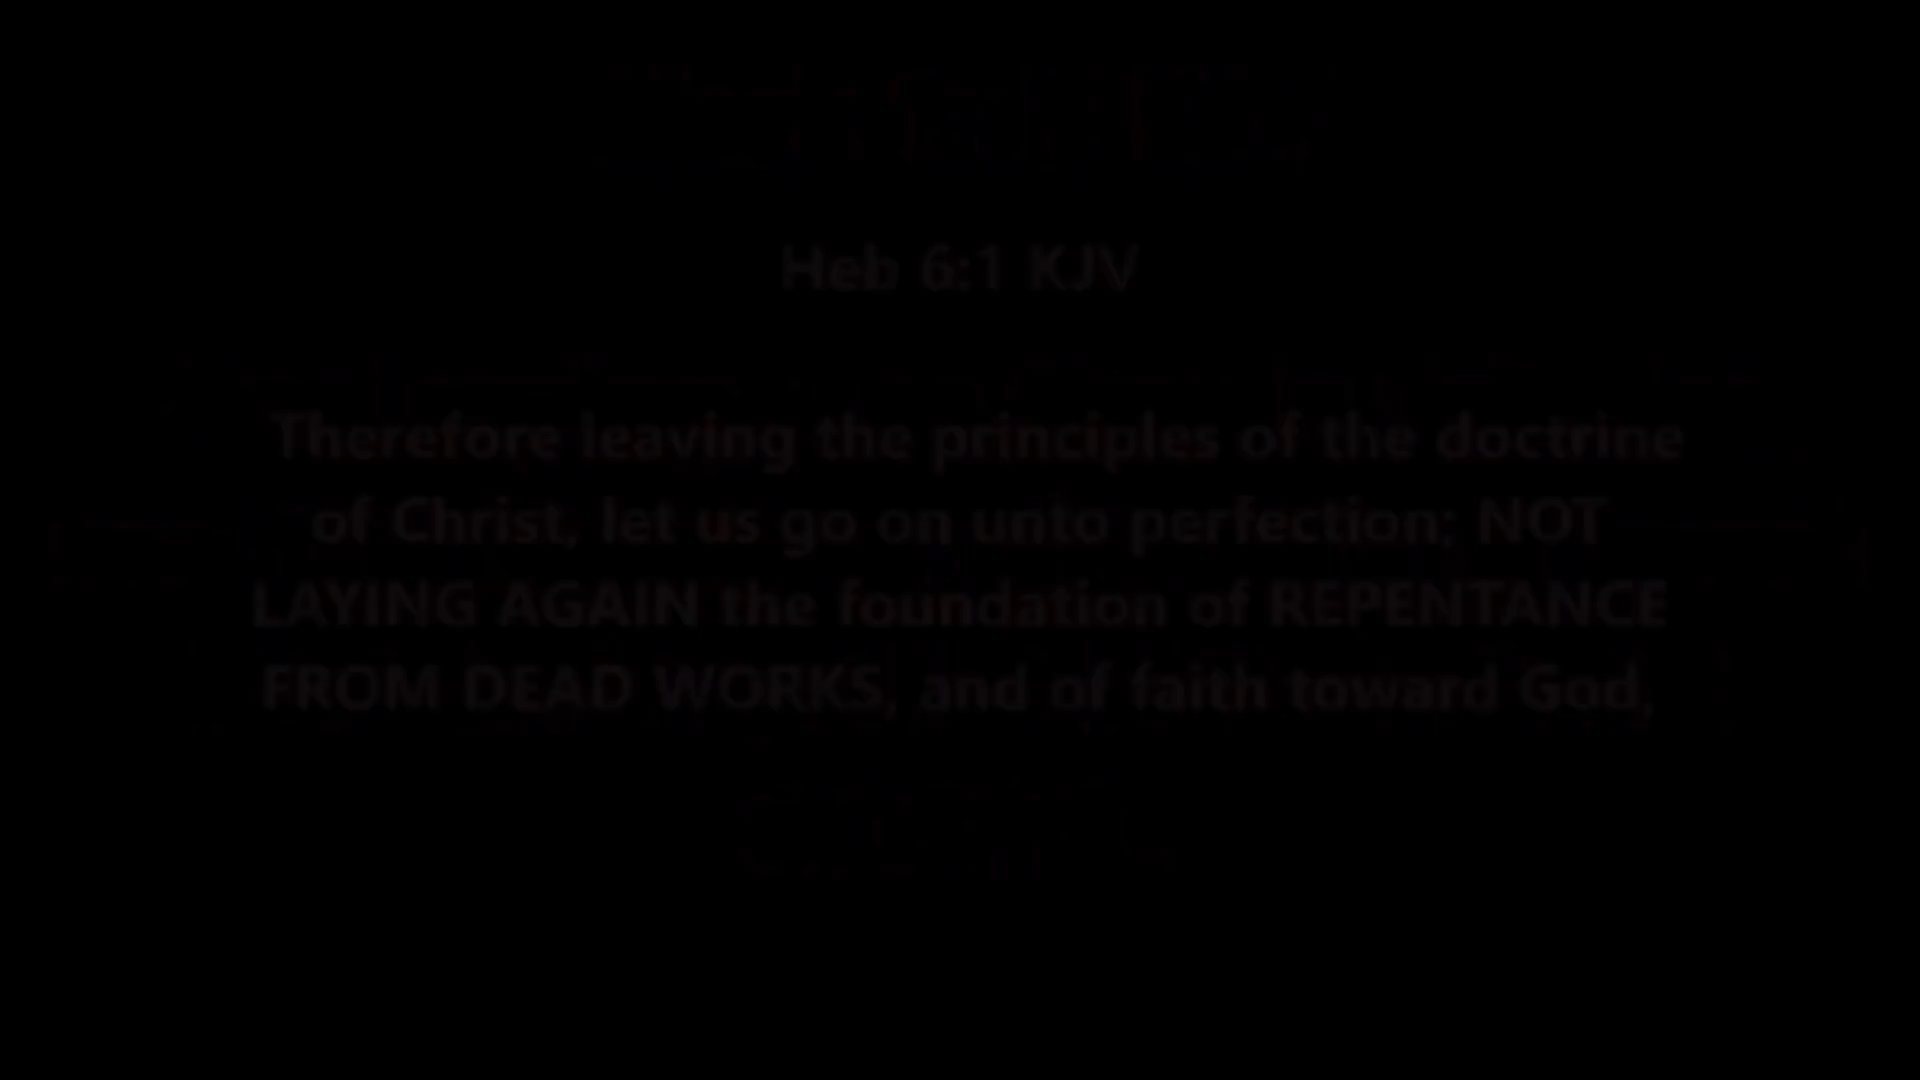 Heb 6:1 KJV
Therefore leaving the principles of the doctrine
of Christ, let us go on unto perfection; NOT
LAYING AGAIN the foundation of REPENTANCE
FROM DEAD WORKS, and of faith toward God,